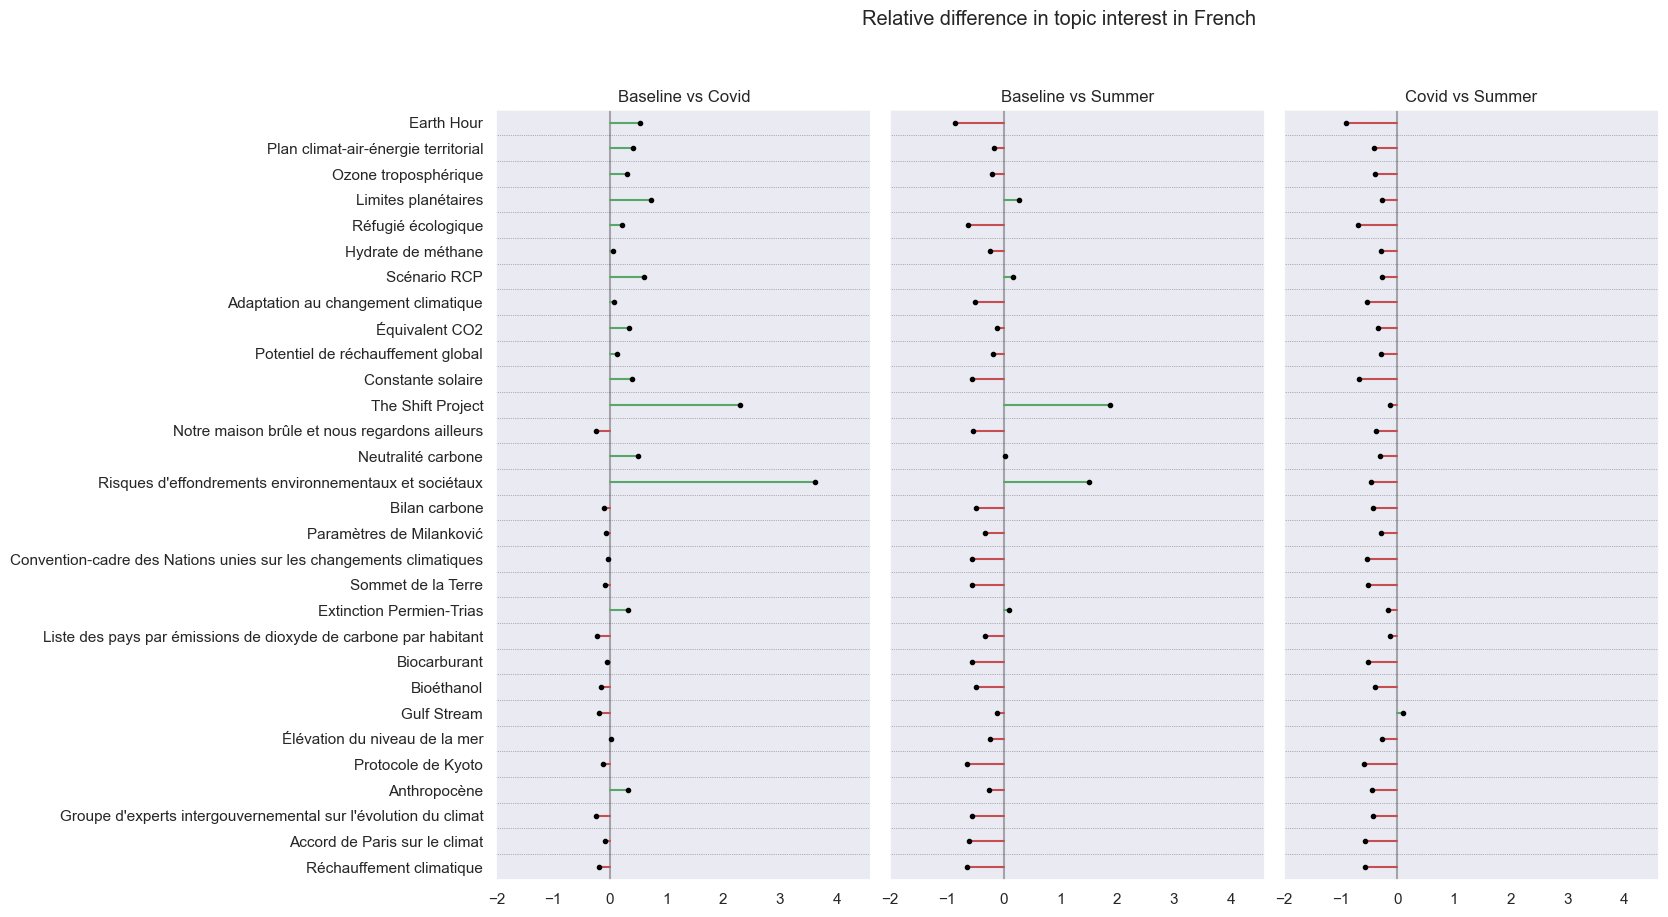 Relative difference in topic interest in French
Baseline vs Covid
Baseline vs Summer
Covid vs Summer
Earth Hour
Plan climat-air-énergie territorial
Ozone troposphérique
Limites planétaires
Réfugié écologique
Hydrate de méthane
Scénario RCP
Adaptation au changement climatique
Équivalent CO2
Potentiel de réchauffement global
Constante solaire
The Shift Project
Notre maison brûle et nous regardons ailleurs
Neutralité carbone
Risques d'effondrements environnementaux et sociétaux
Bilan carbone
Paramètres de Milanković
Convention-cadre des Nations unies sur les changements climatiques
Sommet de la Terre
Extinction Permien-Trias
Liste des pays par émissions de dioxyde de carbone par habitant
Biocarburant
Bioéthanol
Gulf Stream
Élévation du niveau de la mer
Protocole de Kyoto
Anthropocène
Groupe d'experts intergouvernemental sur l'évolution du climat
Accord de Paris sur le climat
Réchauffement climatique
−2 −1 0 1 2 3 4
−2 −1 0 1 2 3 4
−2 −1 0 1 2 3 4